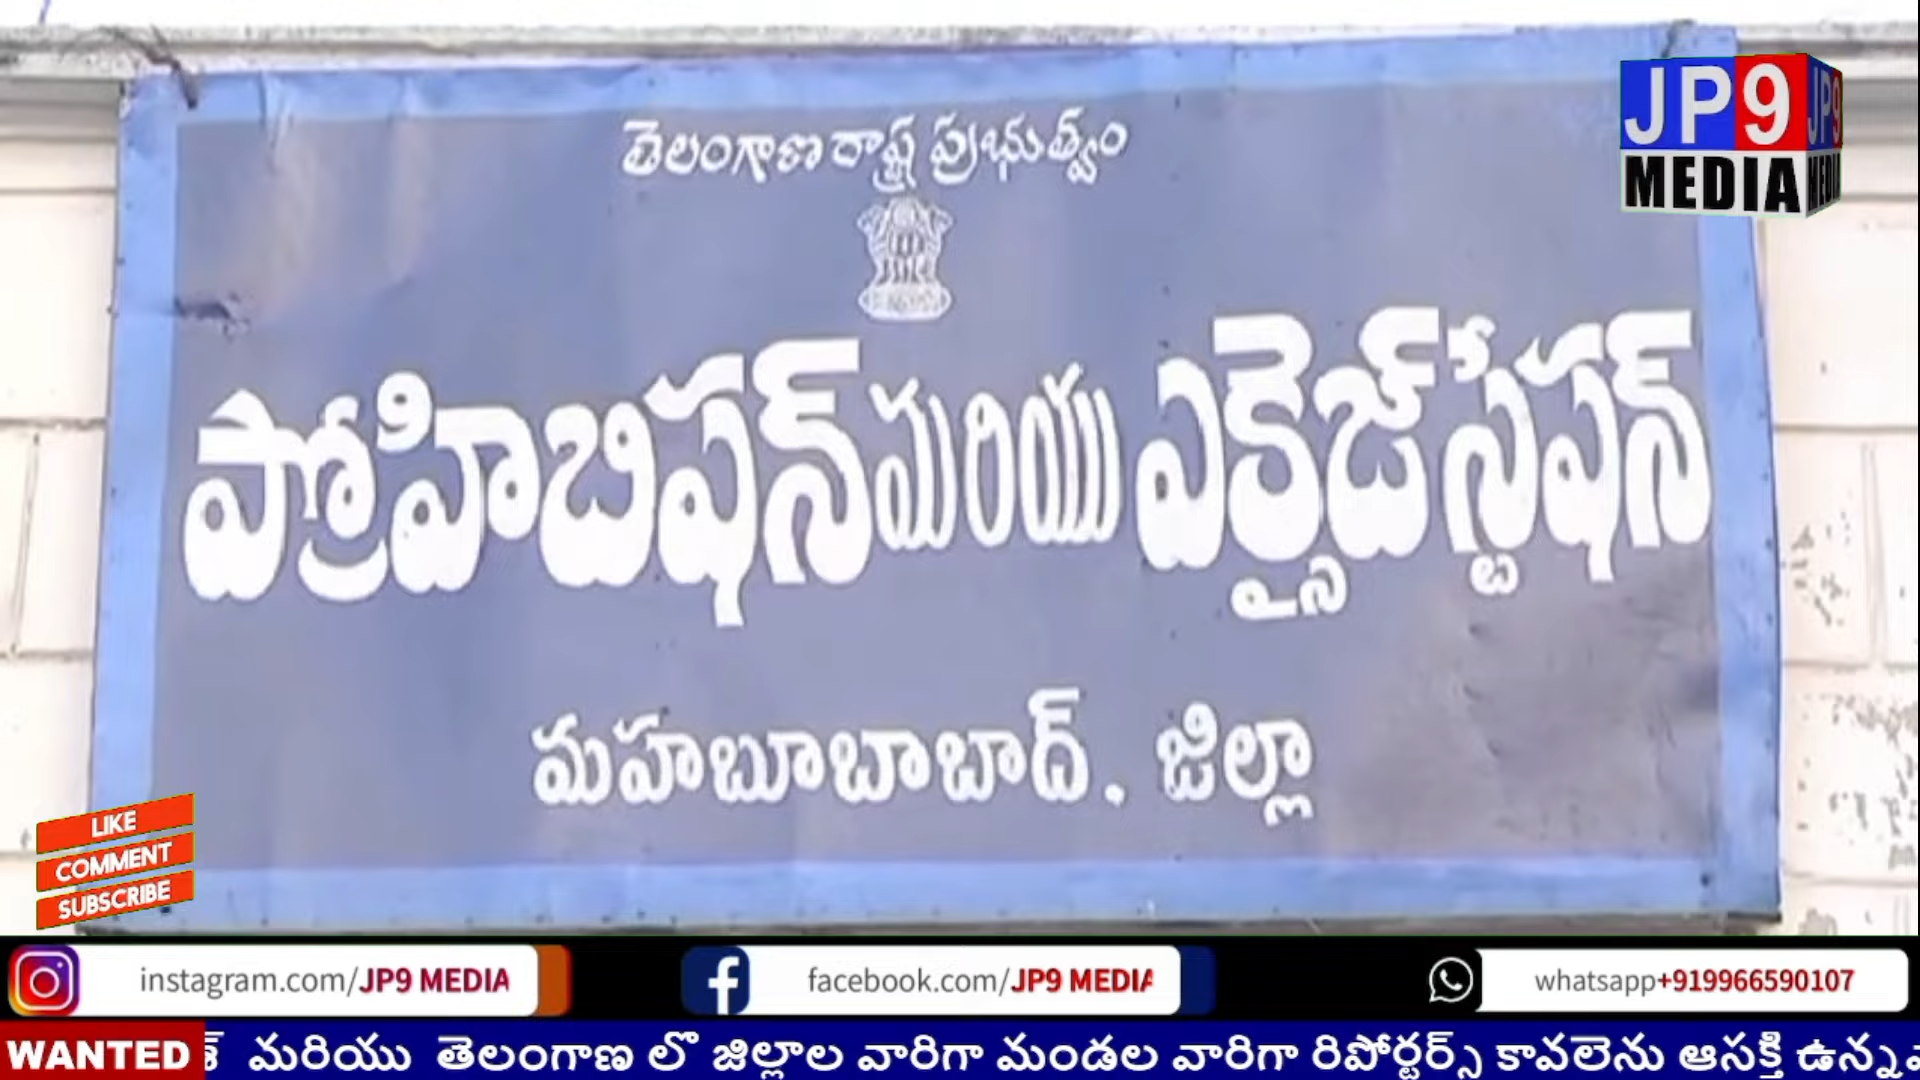 తెలంగాణ రాష్ట్ర ప్రభుత్వం
JP9
MEDIA
ప్రోహిబిషన్ మరియు ఎక్సైజ్ స్టేషన్
మహబూబాబాద్. జిల్లా
LIKE
COMMENT
SUBSCRIBE
instagram.com/JP9 MEDIA
facebook.com/JP9 MEDIA
whatsapp+919966590107
WANTED మరియు తెలంగాణ లో జిల్లాల వారిగా మండల వారిగా రిపోర్టర్స్ కావలెను ఆసక్తి